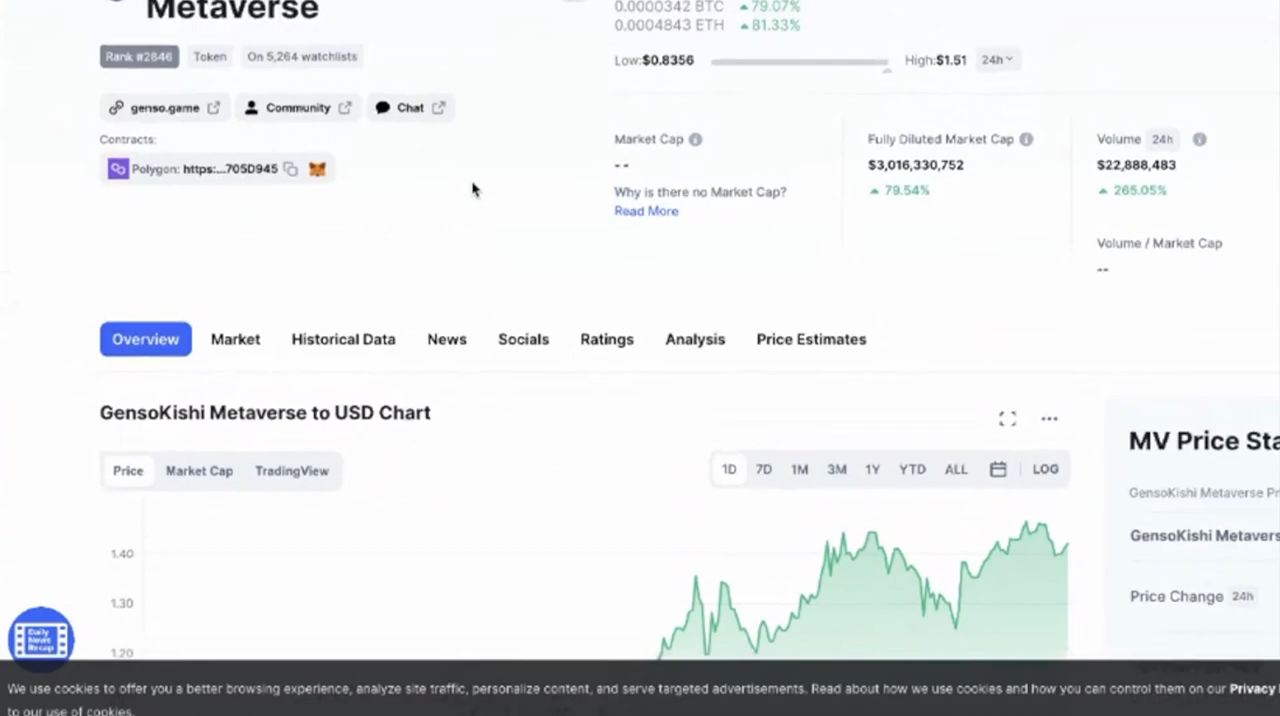 Metaverse
0.0000342 BTC 79.07%
0.0004843 ETH 81.33%
Rank #2846 Token On 5,264 watchlists
Low:$0.8356 High:$1.51 24h
genso.game Community Chat
Contracts:
Polygon: https:...705D945
Market Cap
- -
Why is there no Market Cap?
Read More
Fully Diluted Market Cap
$3,016,330,752
79.54%
Volume 24h
$22,888,483
265.05%
Volume / Market Cap
--
Overview Market Historical Data News Socials Ratings Analysis Price Estimates
GensoKishi Metaverse to USD Chart
Price Market Cap TradingView
1D 7D 1M 3M 1Y YTD ALL LOG
1.40
1.30
1.20
MV Price Sta
GensoKishi Metaverse Pr
GensoKishi Metavers
Price Change 24h
Daily
News
Recap
We use cookies to offer you a better browsing experience, analyze site traffic, personalize content, and serve targeted advertisements. Read about how we use cookies and how you can control them on our Privacy
to our use of cookies.